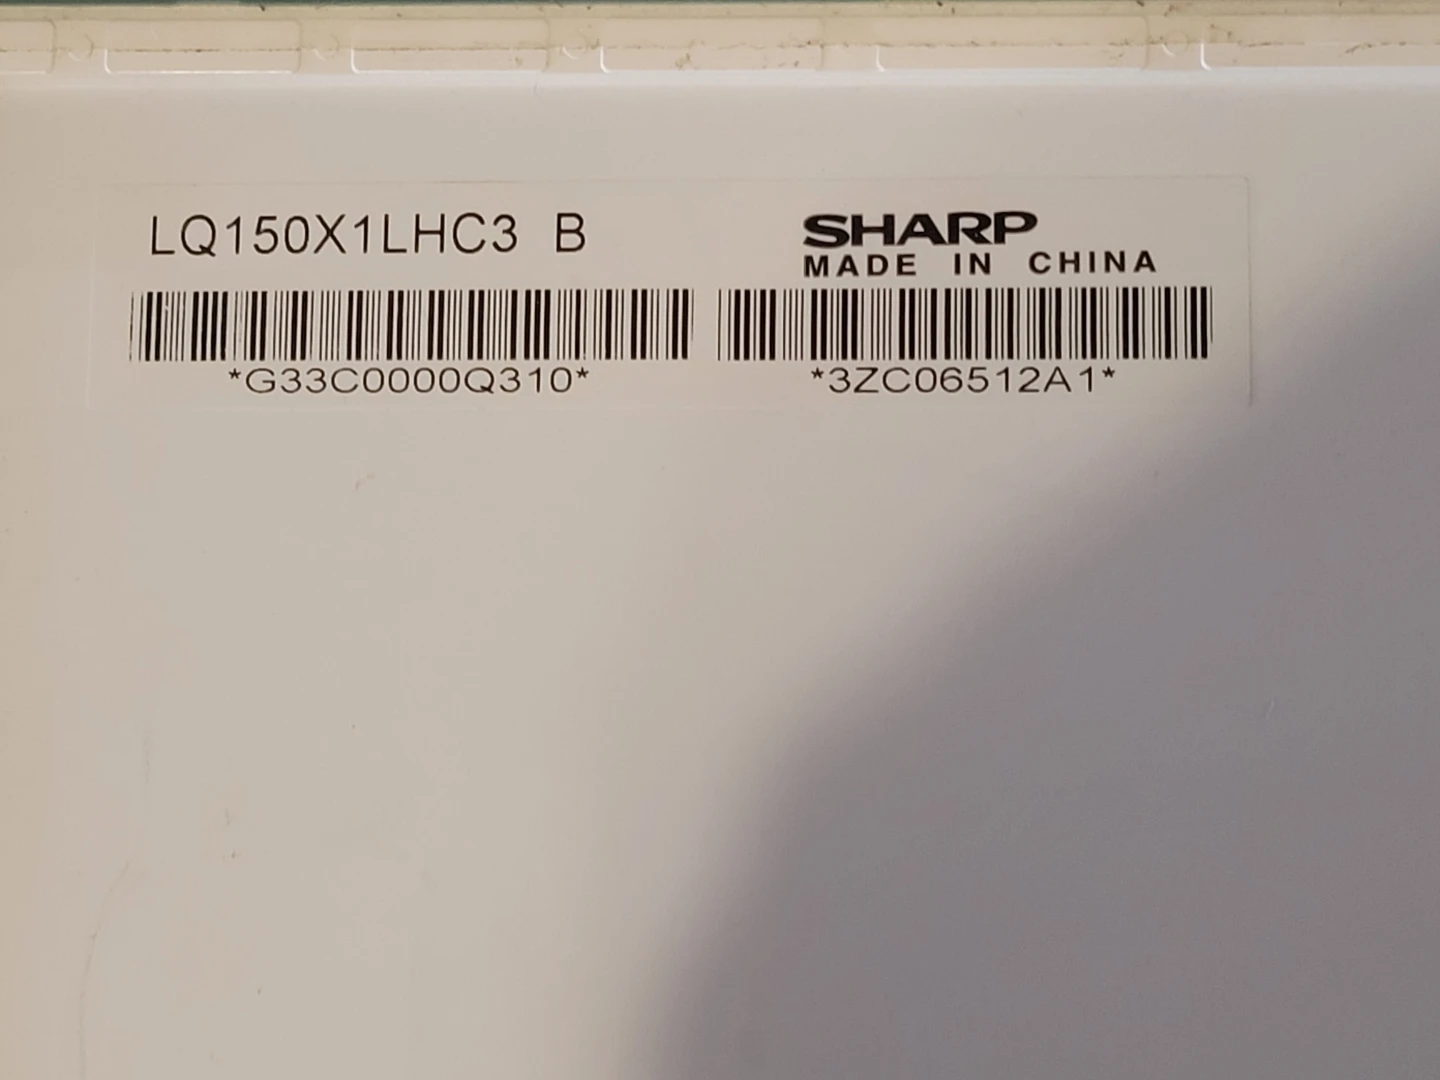 LQ150X1LHC3 B
SHARP
MADE IN CHINA
*G33C0000Q310*
*3ZC06512A1*